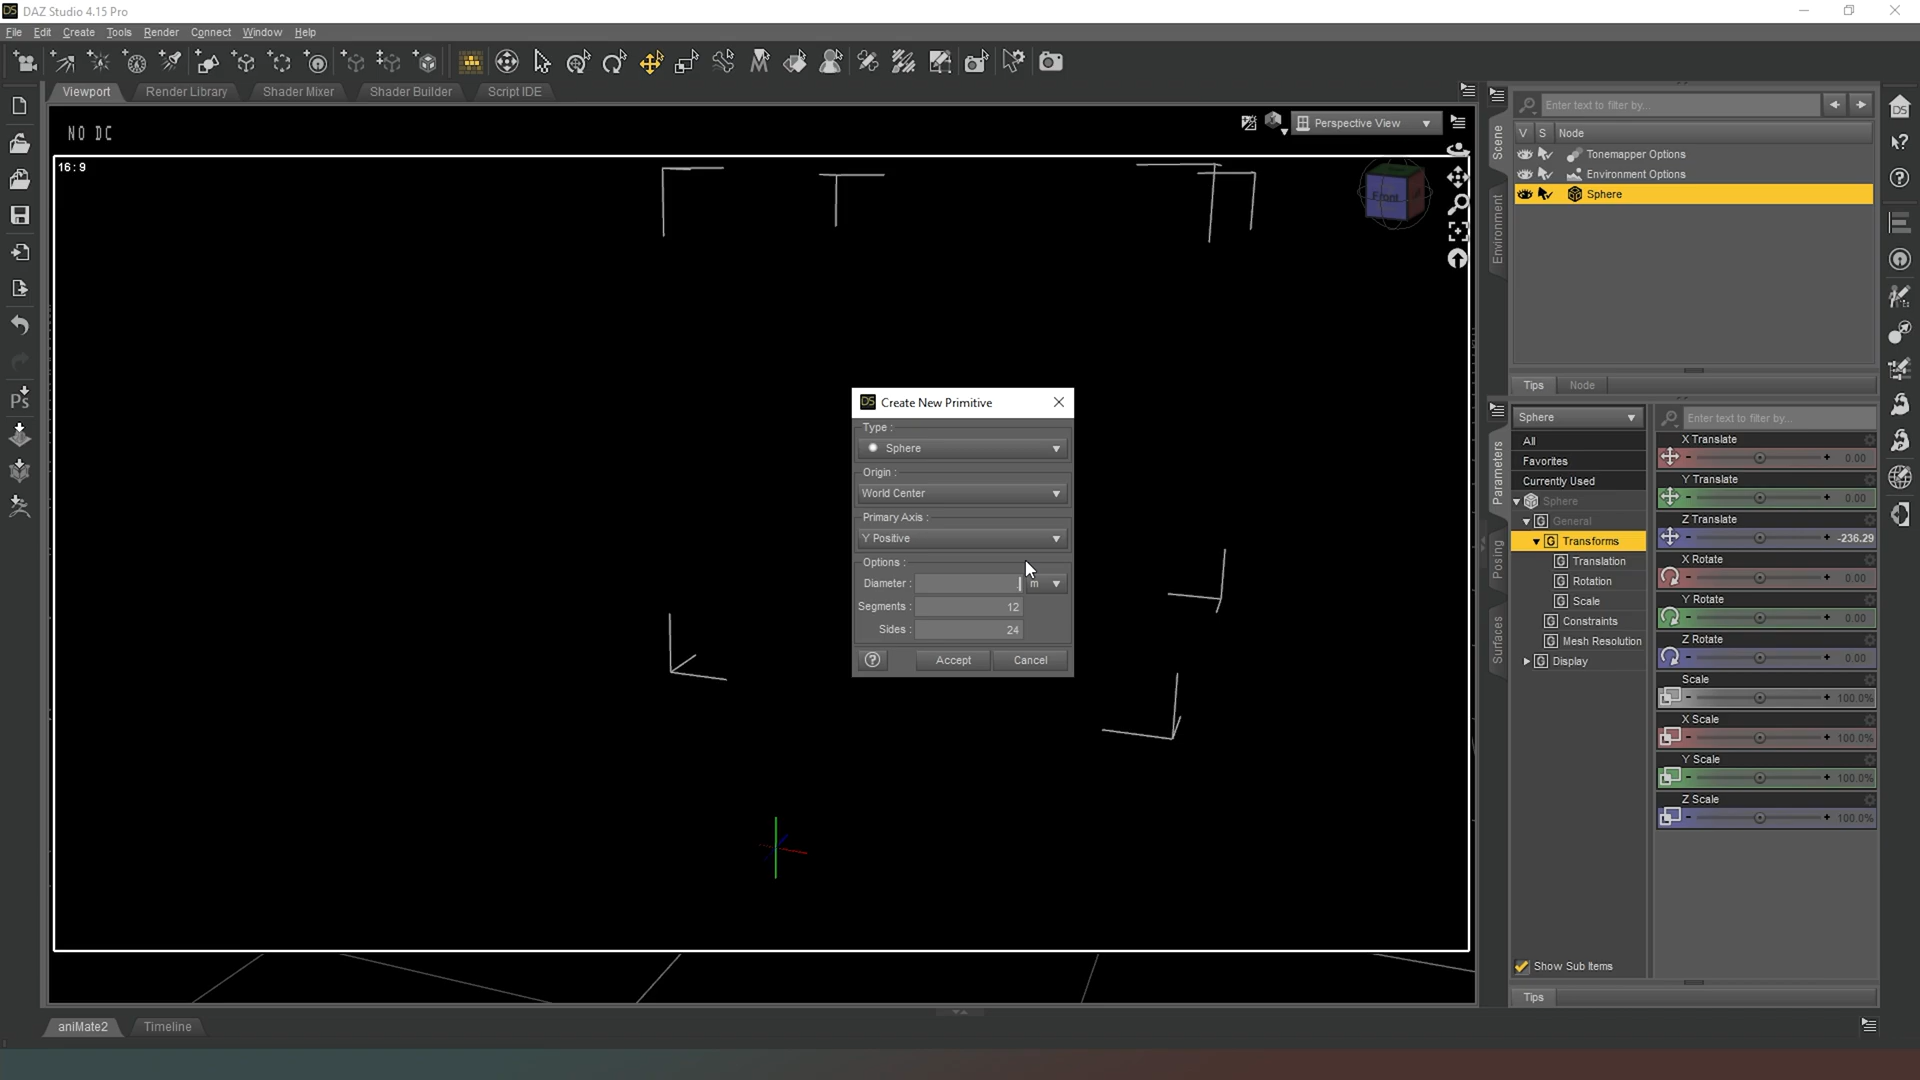 DAZ Studio 4.15 Pro
File Edit Create Tools Render Connect Window Help
Viewport Render Library Shader Mixer Shader Builder Script IDE
NO DC
Perspective View
16:9
Front
Create New Primitive
Type :
Sphere
Origin :
World Center
Primary Axis :
Y Positive
Options :
Diameter : m
Segments : 12
Sides : 24
Accept Cancel
Scene
Environment
Enter text to filter by...
V S Node
Tonemapper Options
Environment Options
Sphere
Tips Node
Parameters
Posing
Surfaces
Sphere
All
Favorites
Currently Used
Sphere
General
Transforms
Translation
Rotation
Scale
Constraints
Mesh Resolution
Display
Show Sub Items
Enter text to filter by...
X Translate
0.00
Y Translate
0.00
Z Translate
-236.29
X Rotate
0.00
Y Rotate
0.00
Z Rotate
0.00
Scale
100.0%
X Scale
100.0%
Y Scale
100.0%
Z Scale
100.0%
Tips
aniMate2 Timeline